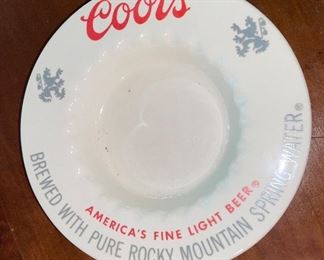 Coors
AMERICA'S FINE LIGHT BEER®
BREWED WITH PURE ROCKY MOUNTAIN SPRING WATER®